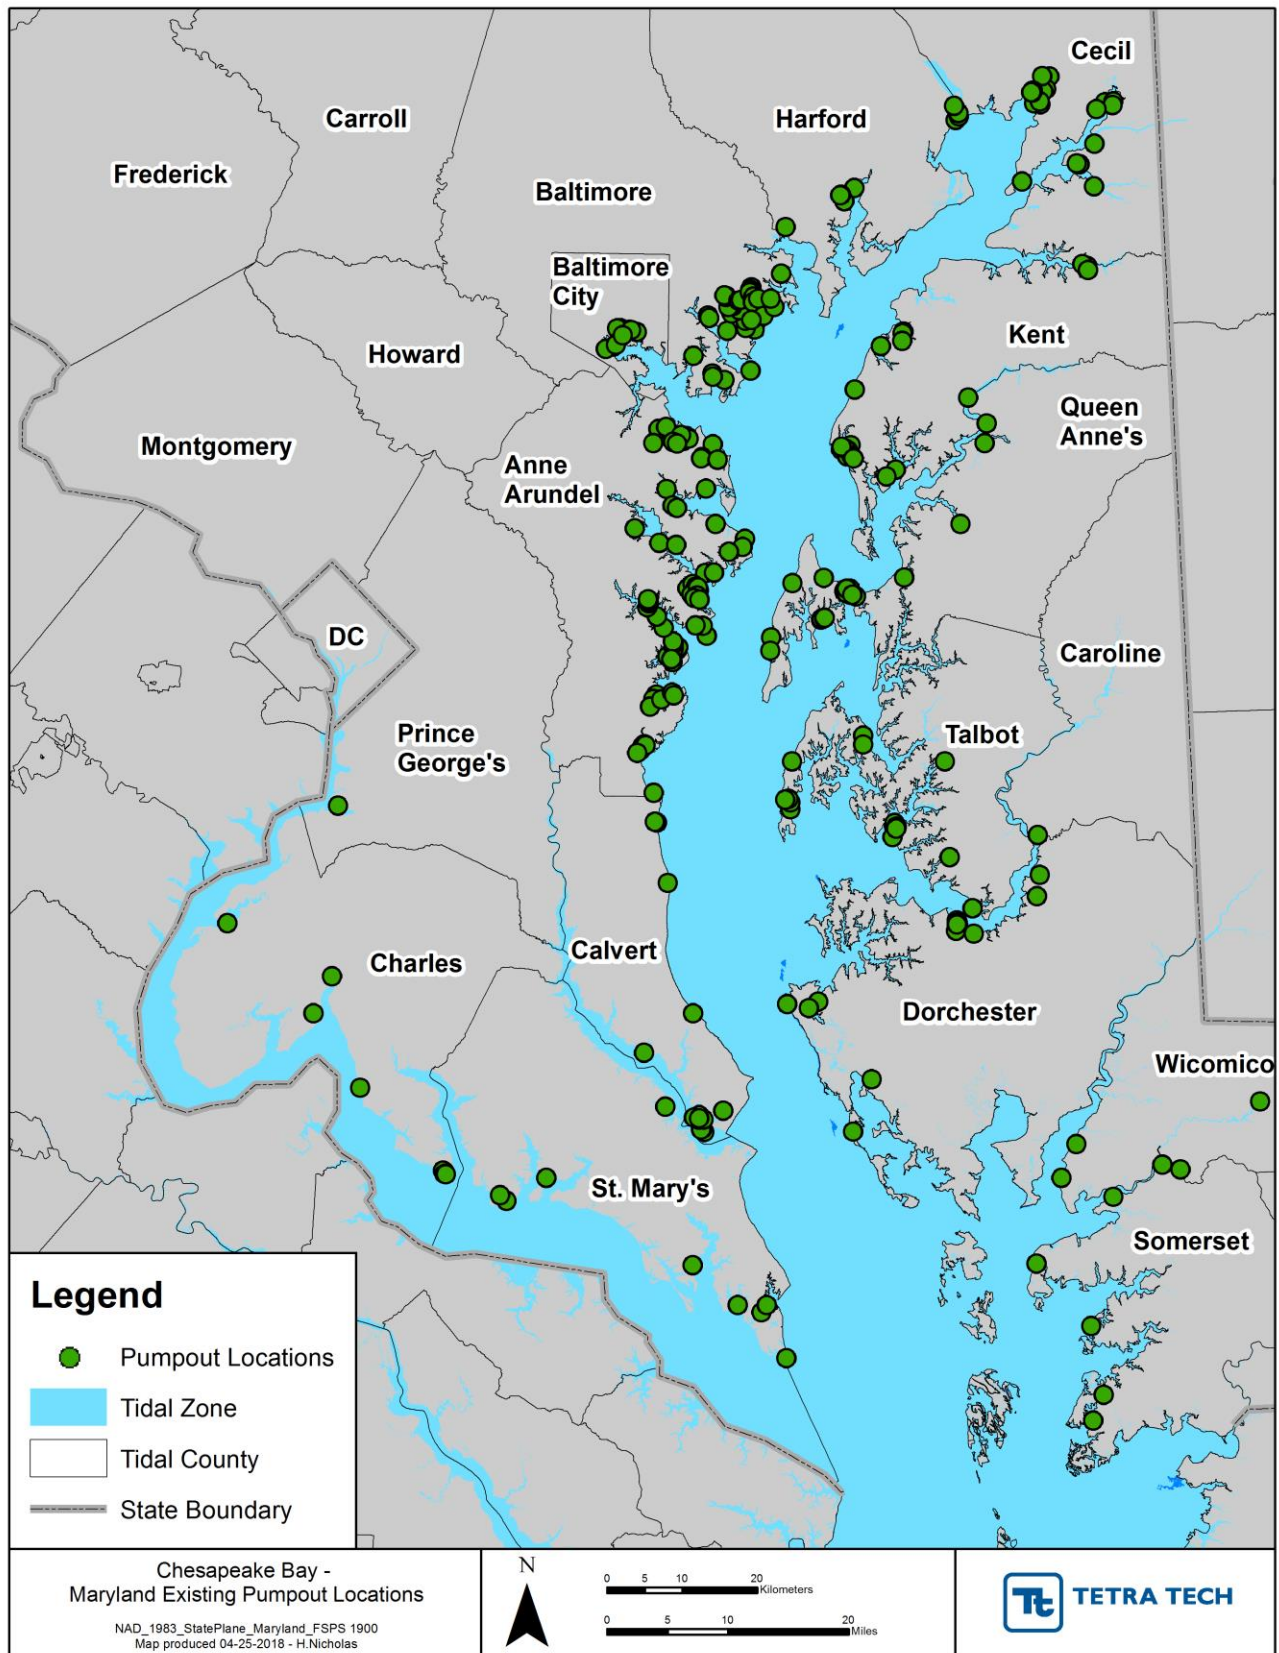 Cecil
Carroll
Harford
Frederick
Baltimore
Baltimore
City
Kent
Howard
Queen
Anne's
Montgomery
Anne
Arundel
DC
Caroline
Prince
George's
Talbot
Calvert
Charles
Dorchester
Wicomico
St. Mary's
Somerset
Legend
Pumpout Locations
Tidal Zone
Tidal County
State Boundary
Chesapeake Bay -
Maryland Existing Pumpout Locations
NAD_1983_StatePlane_Maryland_FSPS 1900
Map produced 04-25-2018 - H.Nicholas
N
0 5 10 20
Kilometers
0 5 10 20
Miles
Tt TETRA TECH